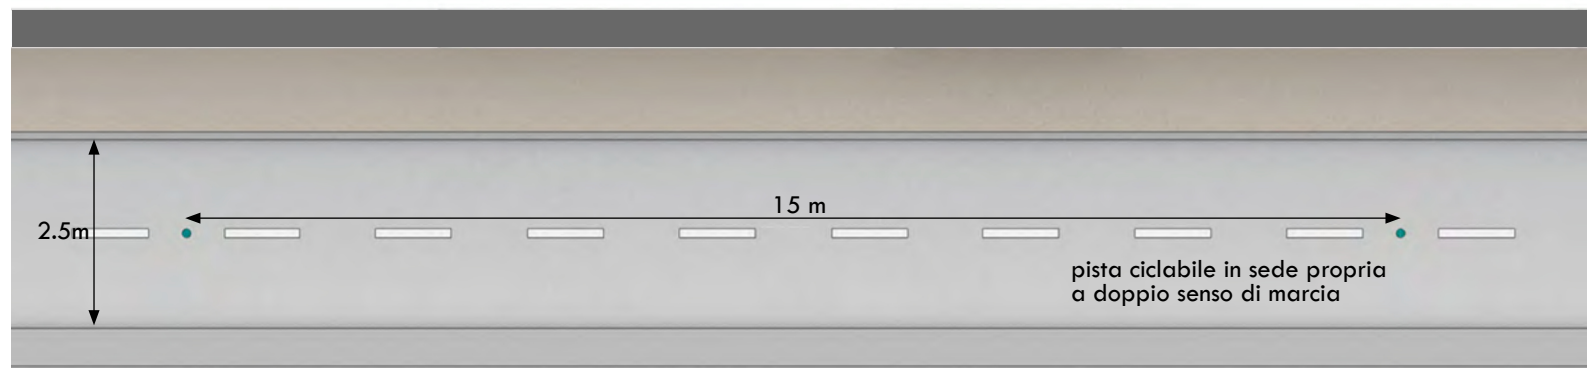 15 m
2.5m
pista ciclabile in sede propria
a doppio senso di marcia